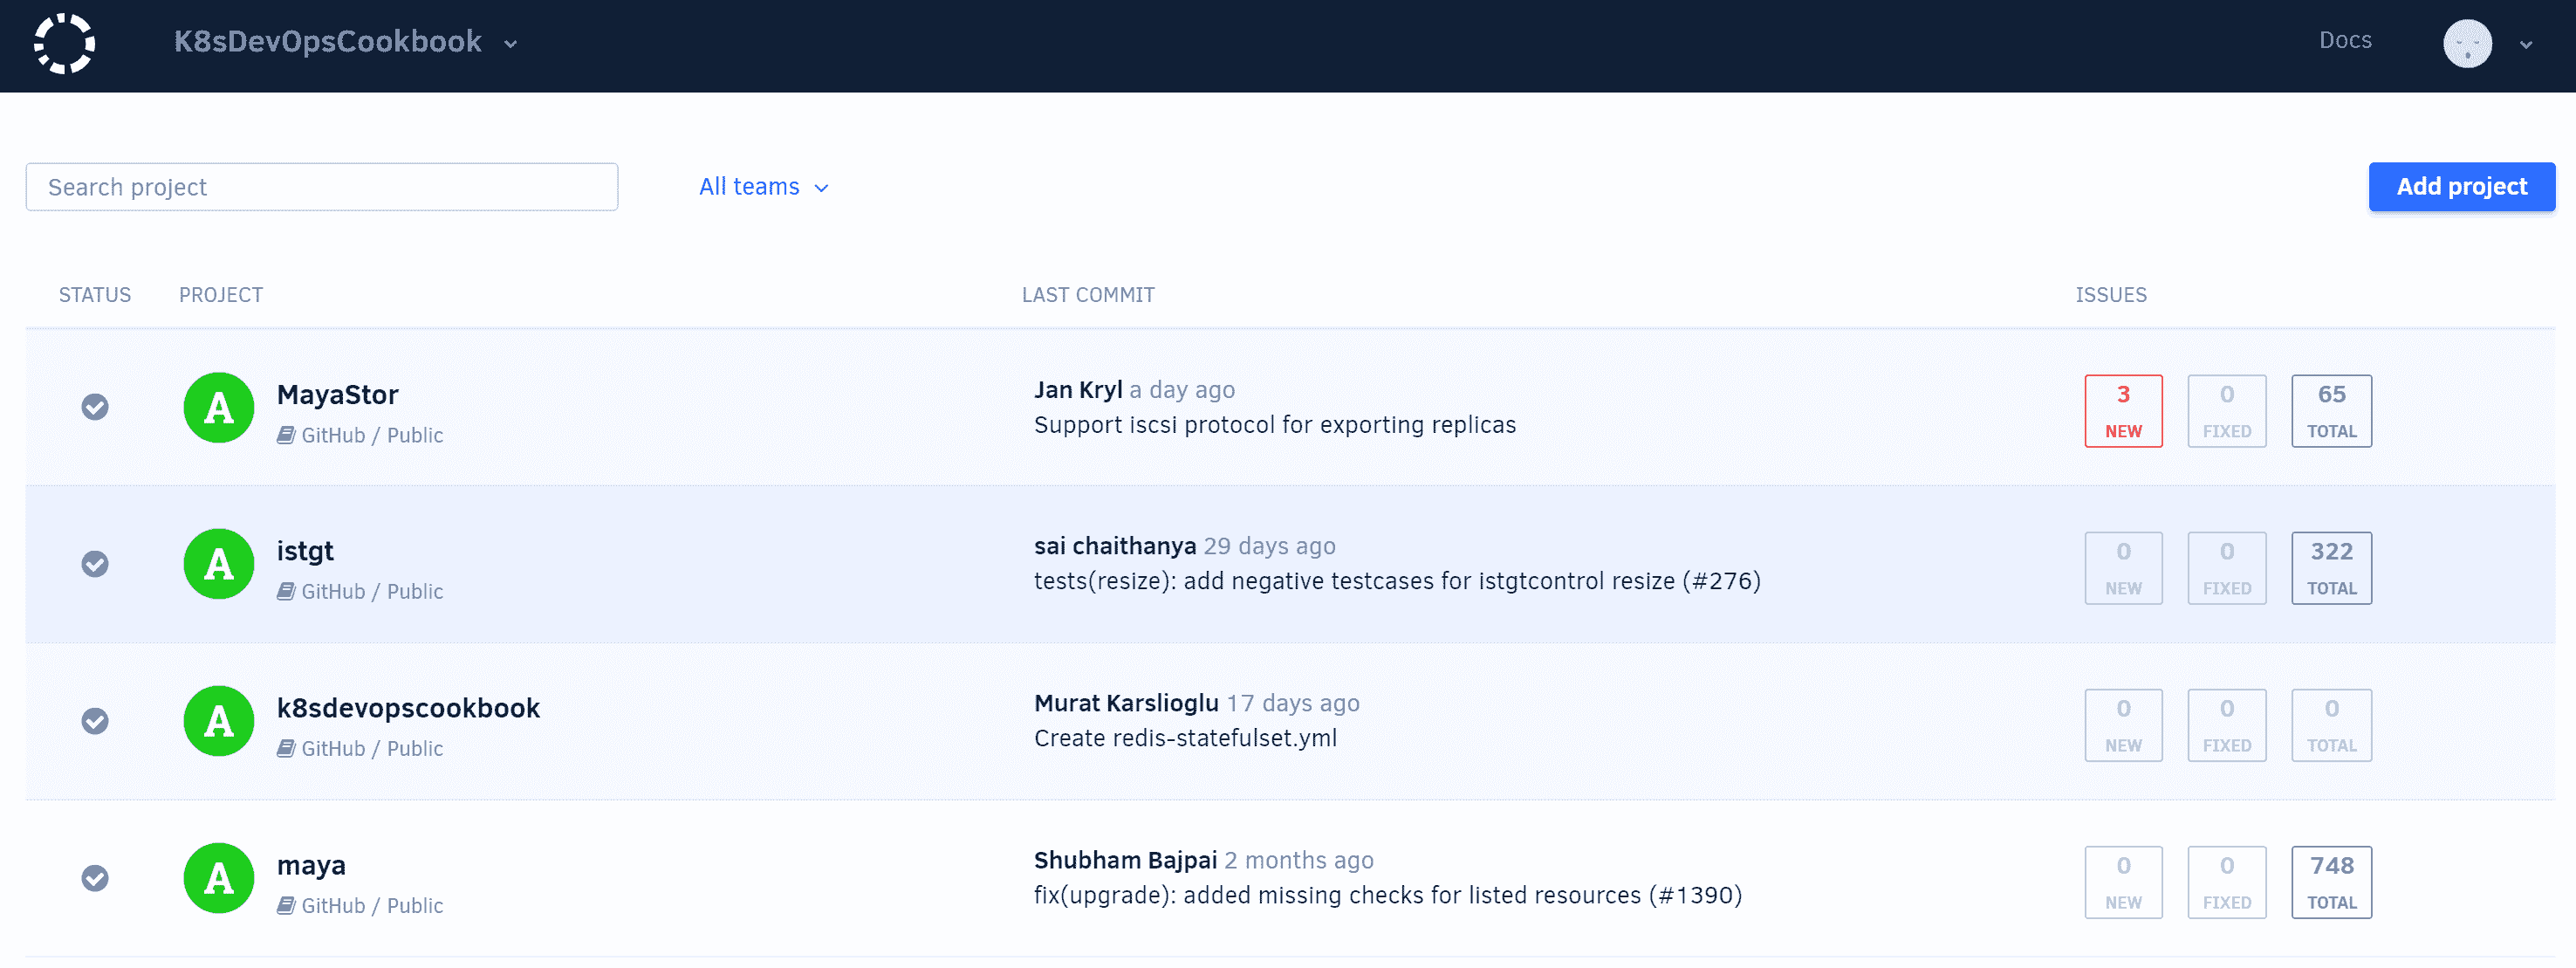 K8sDevOpsCookbook
Docs
Search project
All teams
Add project
STATUS PROJECT LAST COMMIT ISSUES
A MayaStor
GitHub / Public
Jan Kryl a day ago
Support iscsi protocol for exporting replicas
3 0 65
NEW FIXED TOTAL
A istgt
GitHub / Public
sai chaithanya 29 days ago
tests(resize): add negative testcases for istgtcontrol resize (#276)
0 0 322
NEW FIXED TOTAL
A k8sdevopscookbook
GitHub / Public
Murat Karslioglu 17 days ago
Create redis-statefulset.yml
0 0 0
NEW FIXED TOTAL
A maya
GitHub / Public
Shubham Bajpai 2 months ago
fix(upgrade): added missing checks for listed resources (#1390)
0 0 748
NEW FIXED TOTAL